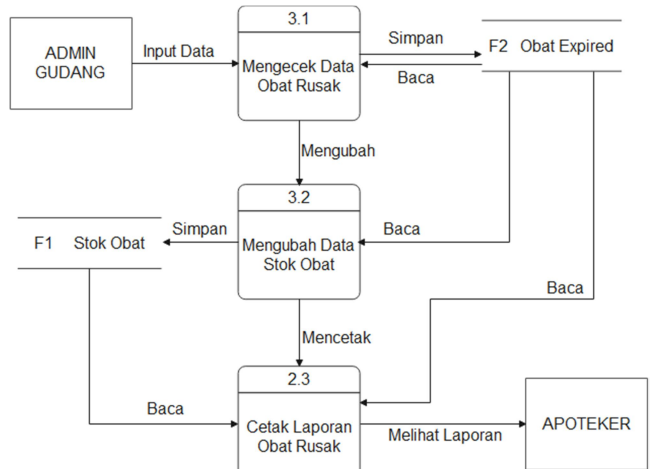 3.1
ADMIN
GUDANG
Input Data
Mengecek Data
Obat Rusak
Simpan
Baca
F2 Obat Expired
Mengubah
3.2
F1 Stok Obat
Simpan
Mengubah Data
Stok Obat
Baca
Baca
Mencetak
2.3
Baca
Cetak Laporan
Obat Rusak
Melihat Laporan
APOTEKER